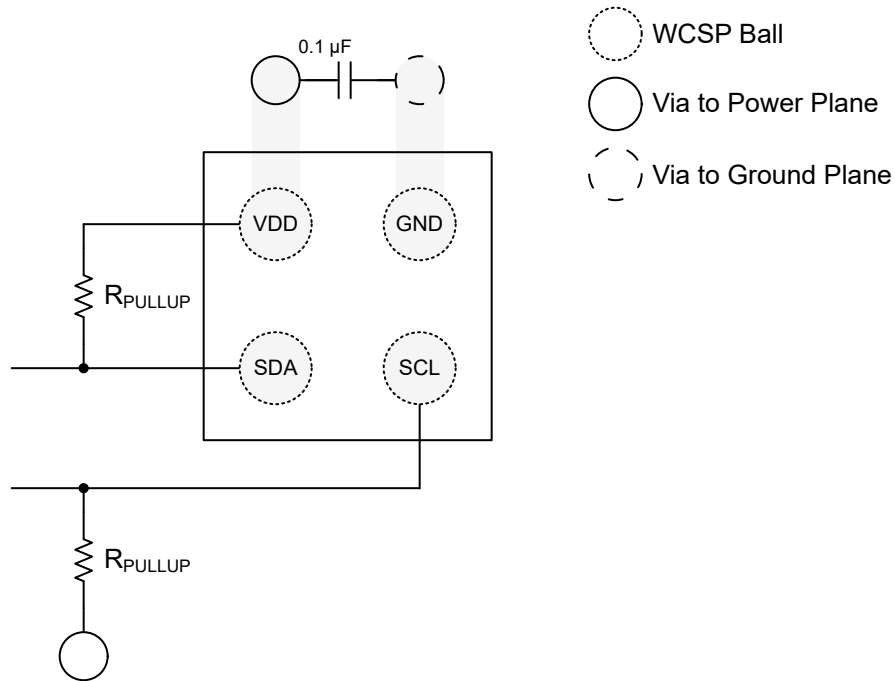 0.1 µF
WCSP Ball
Via to Power Plane
Via to Ground Plane
VDD
GND
RPULLUP
SDA
SCL
RPULLUP